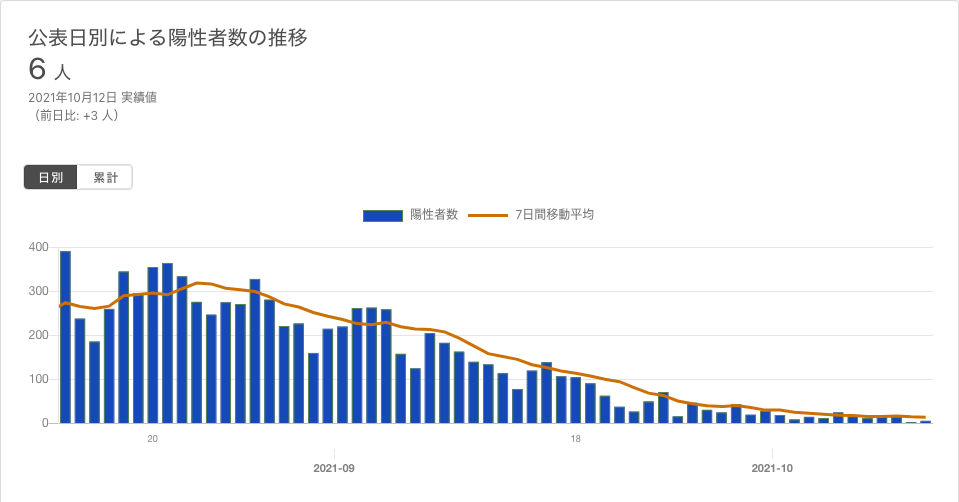 公表日別による陽性者数の推移
6 人
2021年10月12日 実績値
（前日比: +3 人）
日別 累計
陽性者数 7日間移動平均
400
300
200
100
0
20 18
2021-09 2021-10